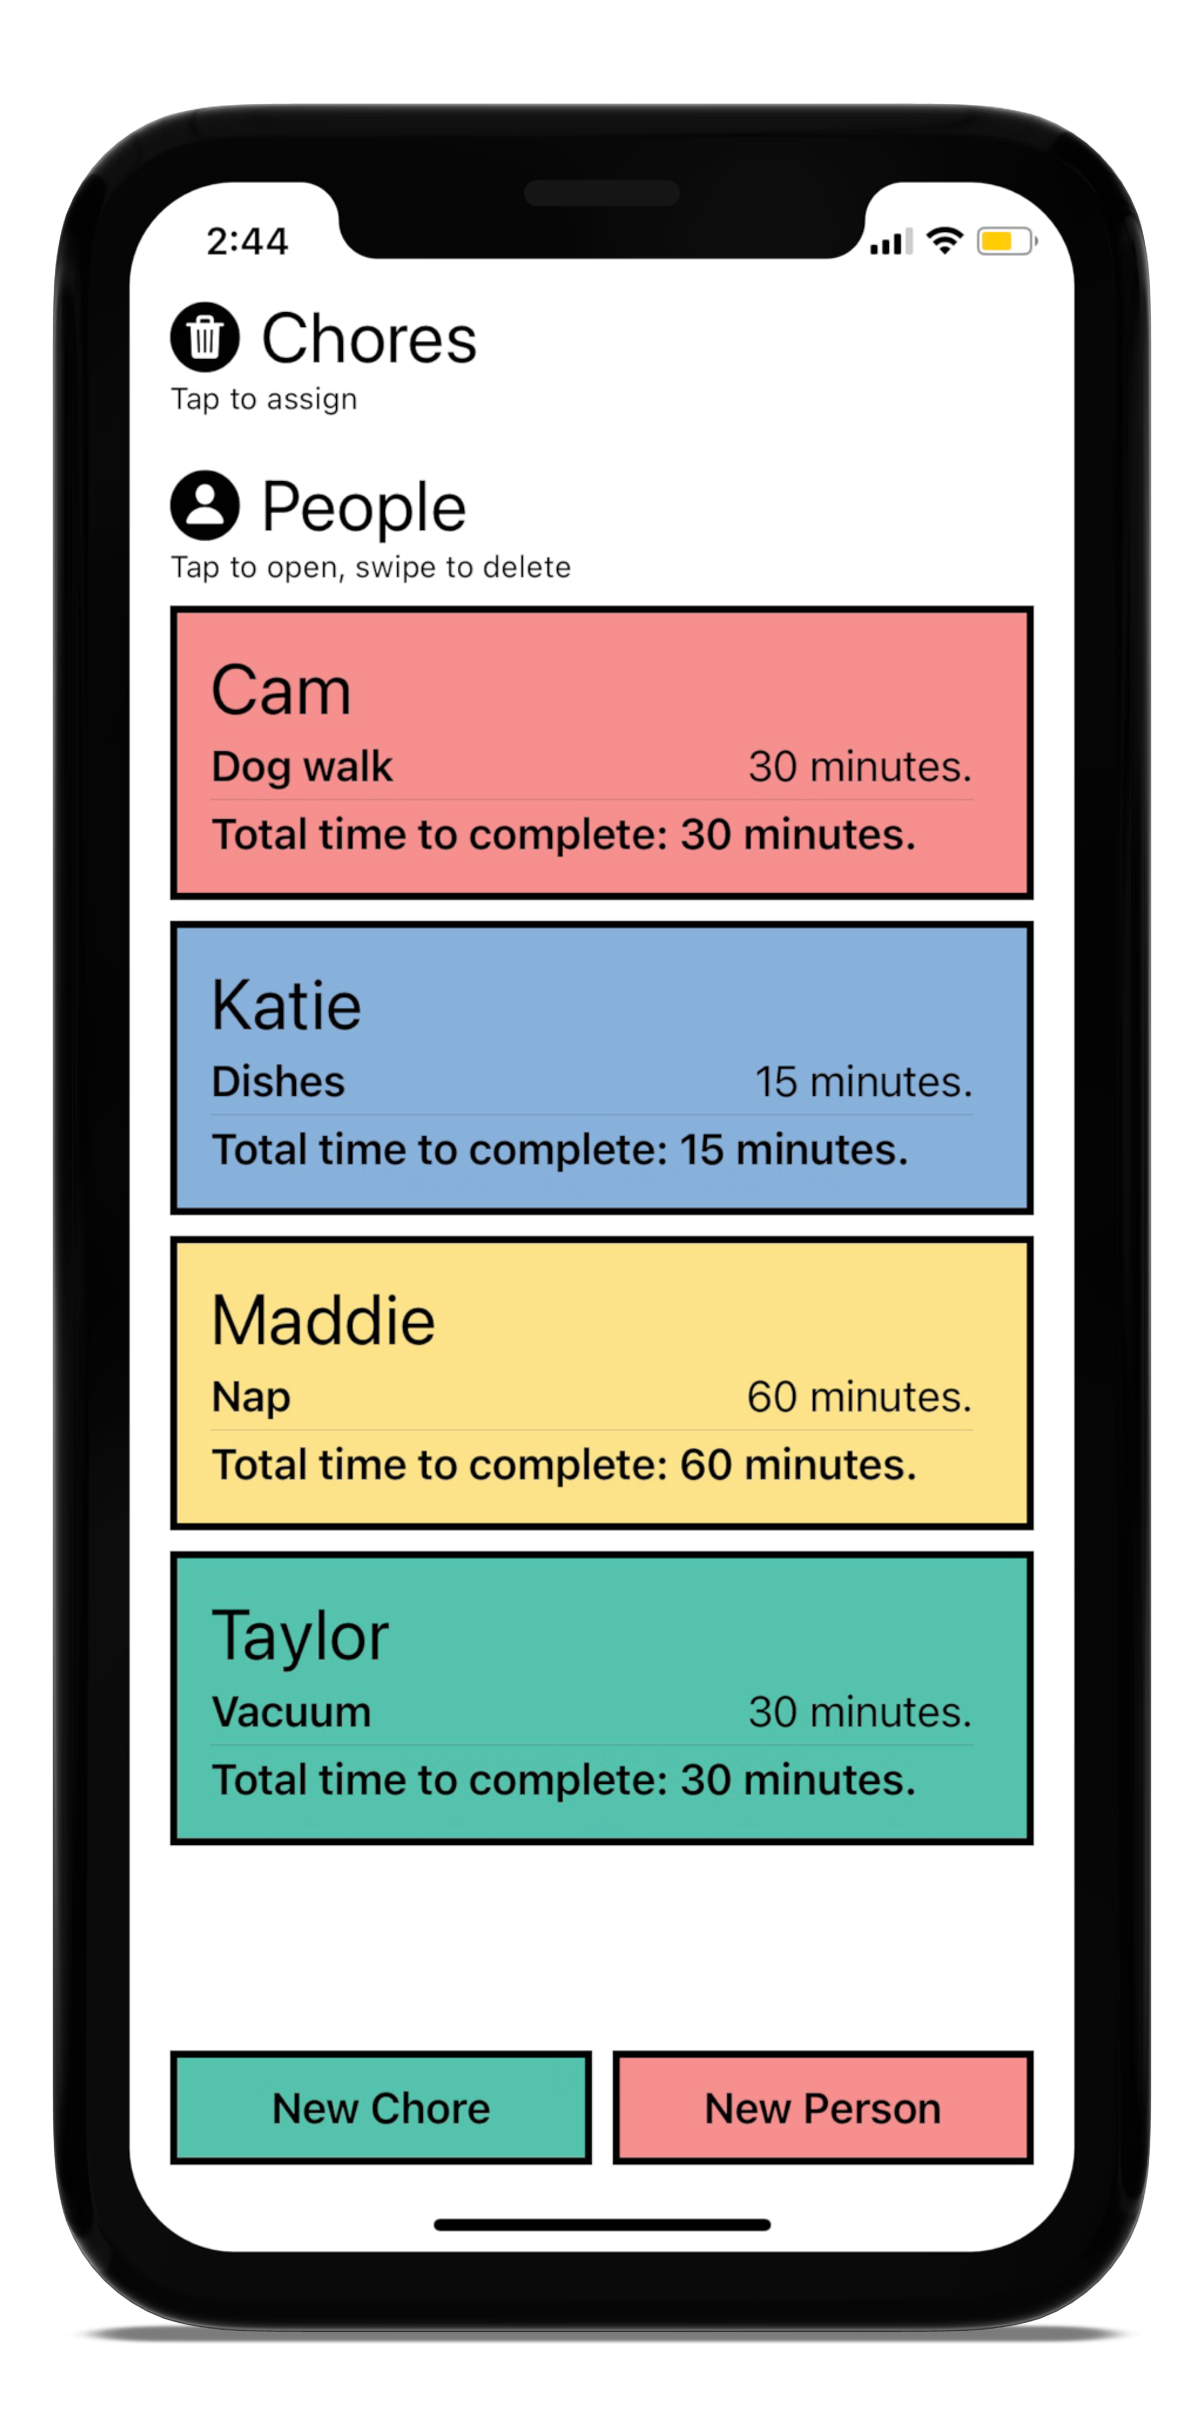 2:44
Chores
Tap to assign
People
Tap to open, swipe to delete
Cam
Dog walk 30 minutes.
Total time to complete: 30 minutes.
Katie
Dishes 15 minutes.
Total time to complete: 15 minutes.
Maddie
Nap 60 minutes.
Total time to complete: 60 minutes.
Taylor
Vacuum 30 minutes.
Total time to complete: 30 minutes.
New Chore New Person